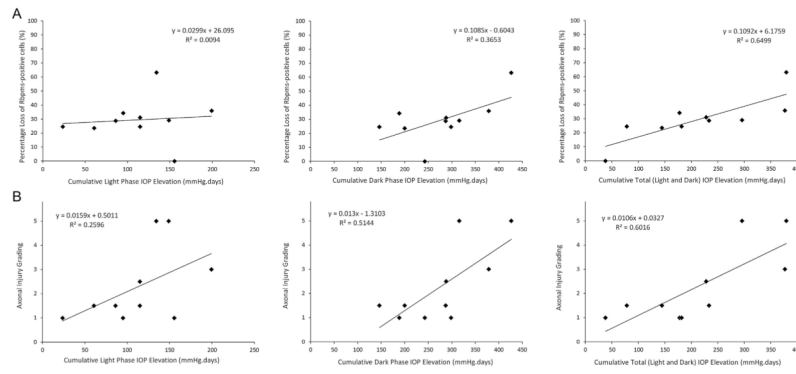 A
y = 0.0299x + 26.095
R² = 0.0094
Percentage Loss of Rbpms-positive cells (%)
100
90
80
70
60
50
40
30
20
10
0
0 50 100 150 200 250
Cumulative Light Phase IOP Elevation (mmHg.days)
y = 0.1085x - 0.6043
R² = 0.3653
Percentage Loss of Rbpms-positive cells (%)
100
90
80
70
60
50
40
30
20
10
0
0 50 100 150 200 250 300 350 400 450
Cumulative Dark Phase IOP Elevation (mmHg.days)
y = 0.1092x + 6.1759
R² = 0.6499
Percentage Loss of Rbpms-positive cells (%)
100
90
80
70
60
50
40
30
20
10
0
0 50 100 150 200 250 300 350 400
Cumulative Total (Light and Dark) IOP Elevation (mmHg.days)
B
y = 0.0159x + 0.5011
R² = 0.2596
Axonal Injury Grading
5
4
3
2
1
0
0 50 100 150 200 250
Cumulative Light Phase IOP Elevation (mmHg.days)
y = 0.013x - 1.3103
R² = 0.5144
Axonal Injury Grading
5
4
3
2
1
0
0 50 100 150 200 250 300 350 400 450
Cumulative Dark Phase IOP Elevation (mmHg.days)
y = 0.0106x + 0.0327
R² = 0.6016
Axonal Injury Grading
5
4
3
2
1
0
0 50 100 150 200 250 300 350 400
Cumulative Total (Light and Dark) IOP Elevation (mmHg.days)